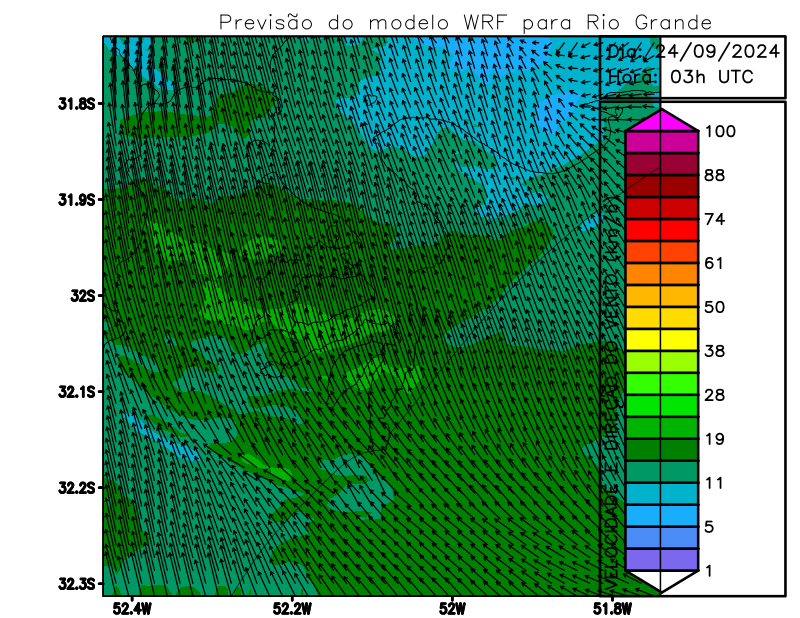 Previsão do modelo WRF para Rio Grande
Dia: 24/09/2024
Hora: 03h UTC
31.8S
31.9S
32S
32.1S
32.2S
32.3S
52.4W
52.2W
52W
51.8W
VELOCIDADE E DIREÇÃO DO VENTO (km/h)
100
88
74
61
50
38
28
19
11
5
1